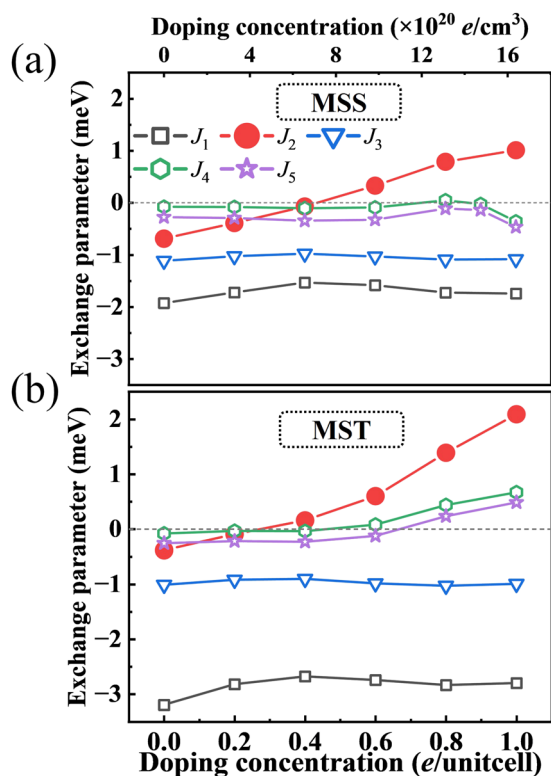 Doping concentration (×10²⁰ e/cm³)
0 4 8 12 16
(a)
MSS
J₁ J₂ J₃
J₄ J₅
Exchange parameter (meV)
2
1
0
−1
−2
−3
(b)
MST
Exchange parameter (meV)
2
1
0
−1
−2
−3
0.0 0.2 0.4 0.6 0.8 1.0
Doping concentration (e/unitcell)